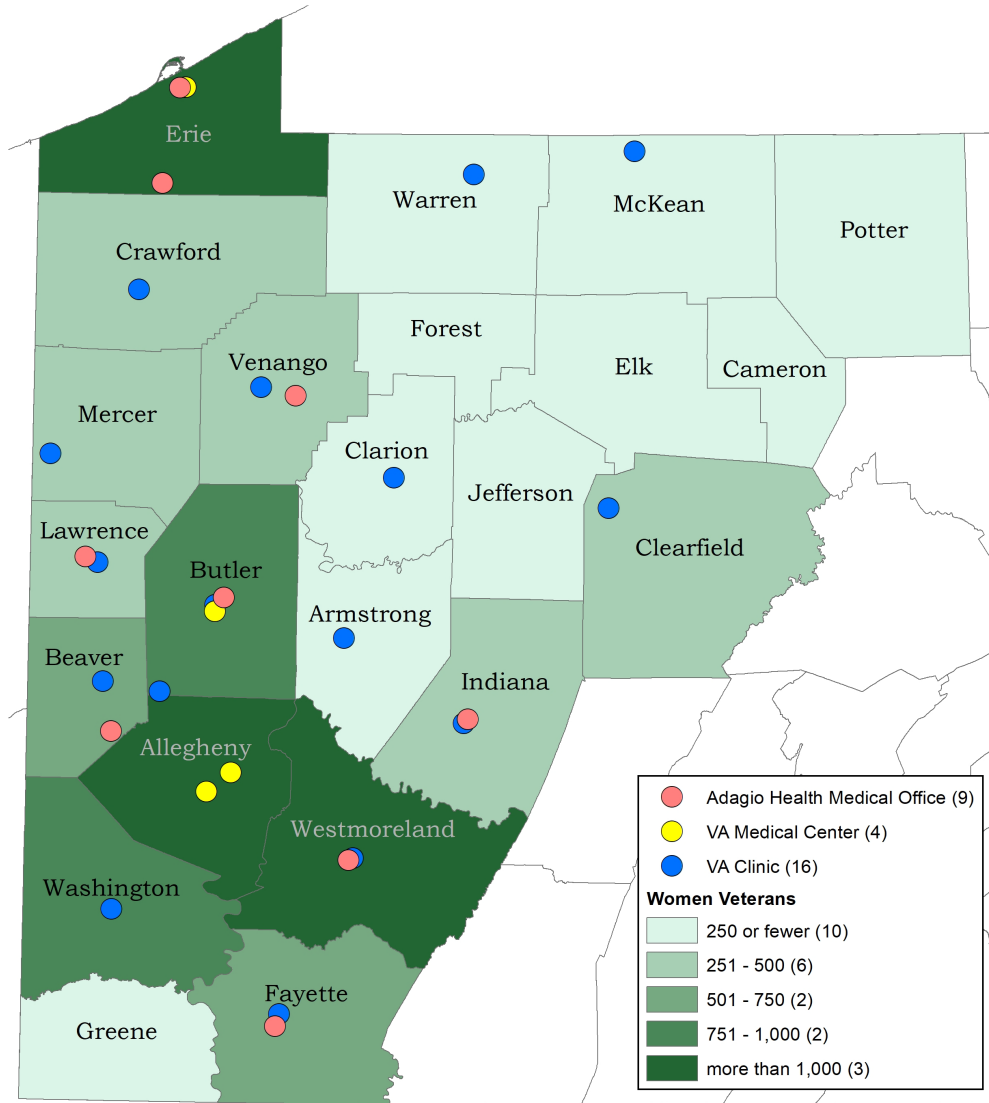 Erie
Warren
McKean
Potter
Crawford
Forest
Venango
Elk
Cameron
Mercer
Clarion
Jefferson
Lawrence
Clearfield
Butler
Armstrong
Beaver
Indiana
Allegheny
Westmoreland
Washington
Fayette
Greene
Adagio Health Medical Office (9)
VA Medical Center (4)
VA Clinic (16)
Women Veterans
250 or fewer (10)
251 - 500 (6)
501 - 750 (2)
751 - 1,000 (2)
more than 1,000 (3)